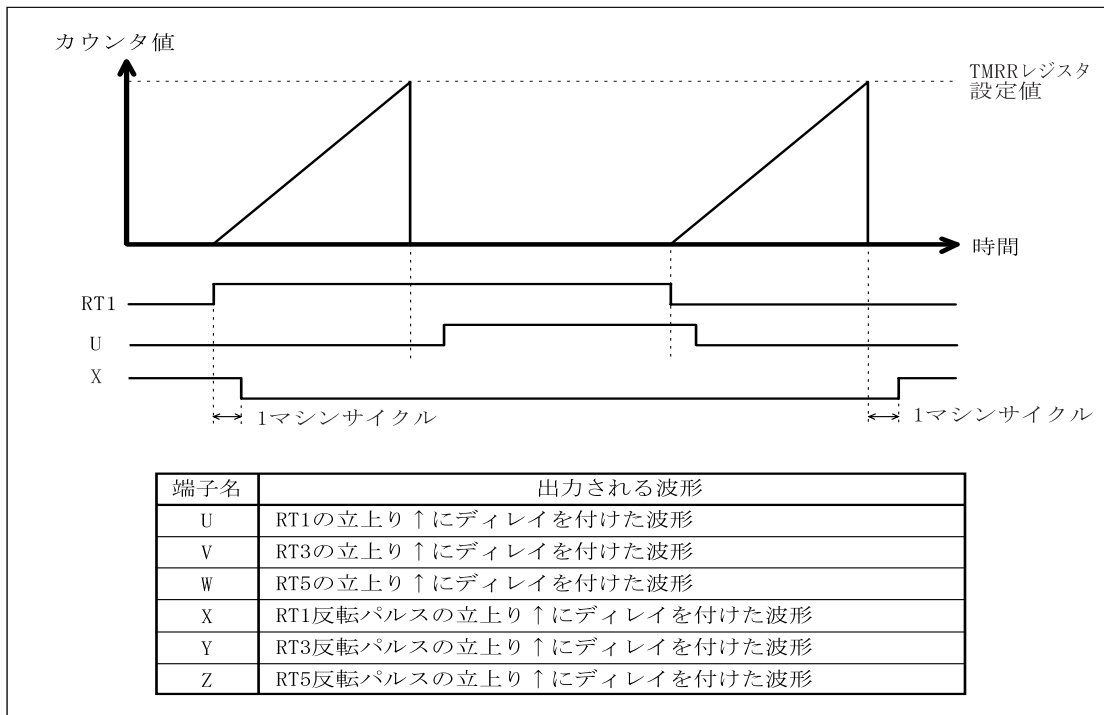 カウンタ値
TMRRレジスタ
設定値
時間
RT1
U
X
1マシンサイクル
1マシンサイクル
端子名 出力される波形
U RT1の立上り↑にディレイを付けた波形
V RT3の立上り↑にディレイを付けた波形
W RT5の立上り↑にディレイを付けた波形
X RT1反転パルスの立上り↑にディレイを付けた波形
Y RT3反転パルスの立上り↑にディレイを付けた波形
Z RT5反転パルスの立上り↑にディレイを付けた波形